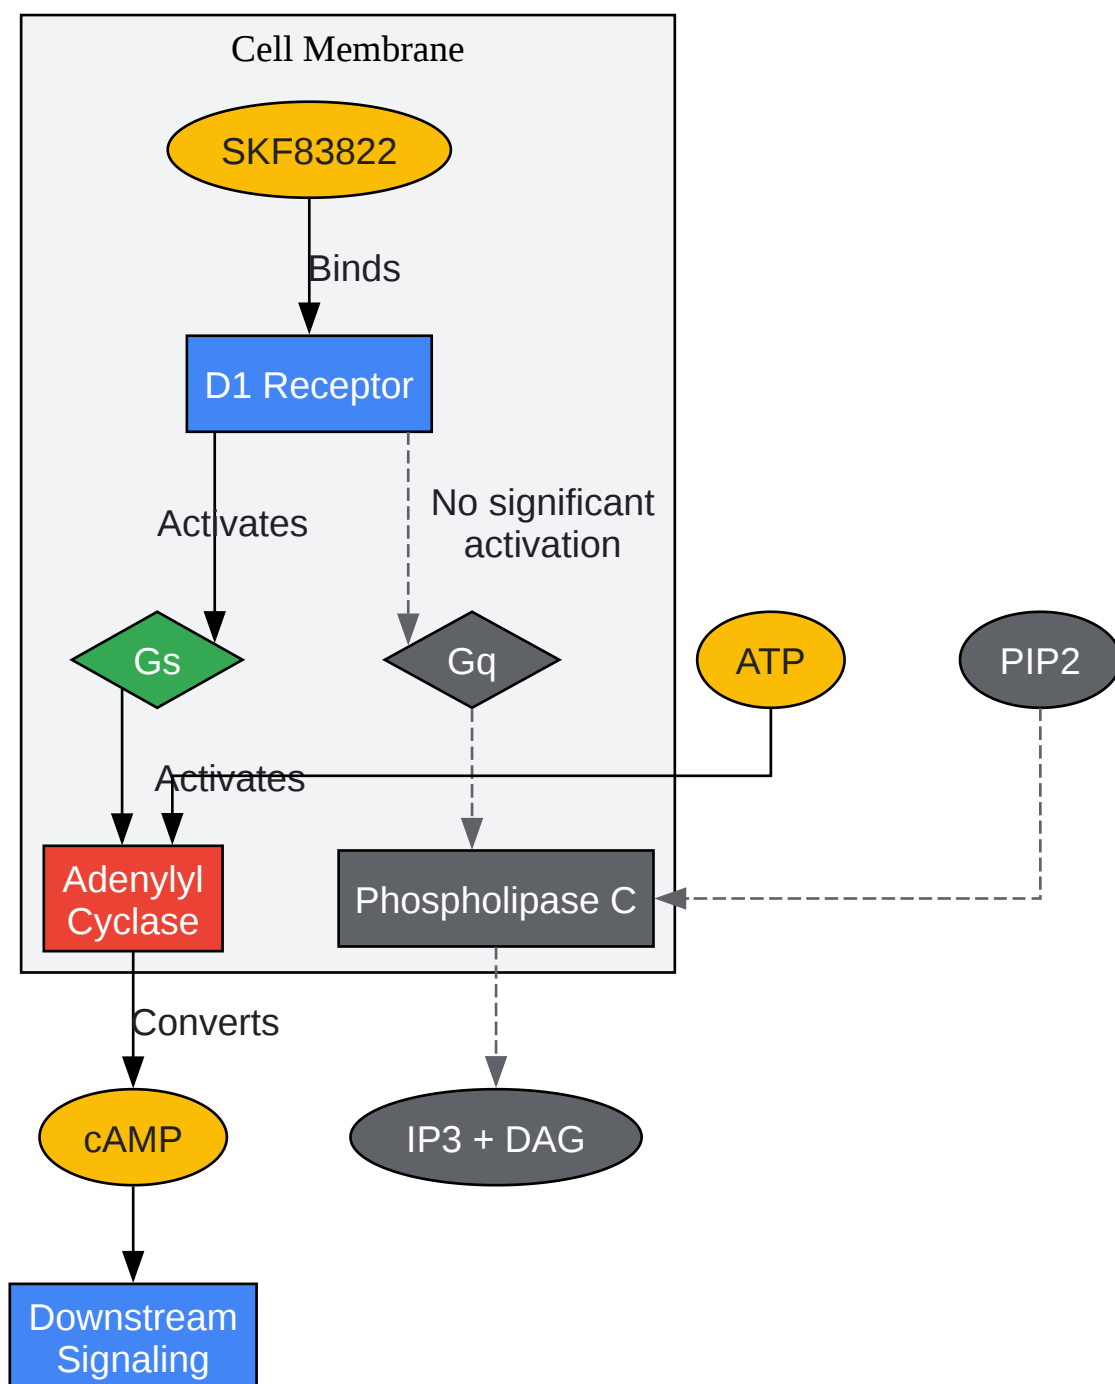 Cell Membrane
SKF83822
Binds
D1 Receptor
Activates
No significant
activation
Gs
Gq
ATP
PIP2
Activates
Adenylyl
Cyclase
Phospholipase C
Converts
cAMP
IP3 + DAG
Downstream
Signaling